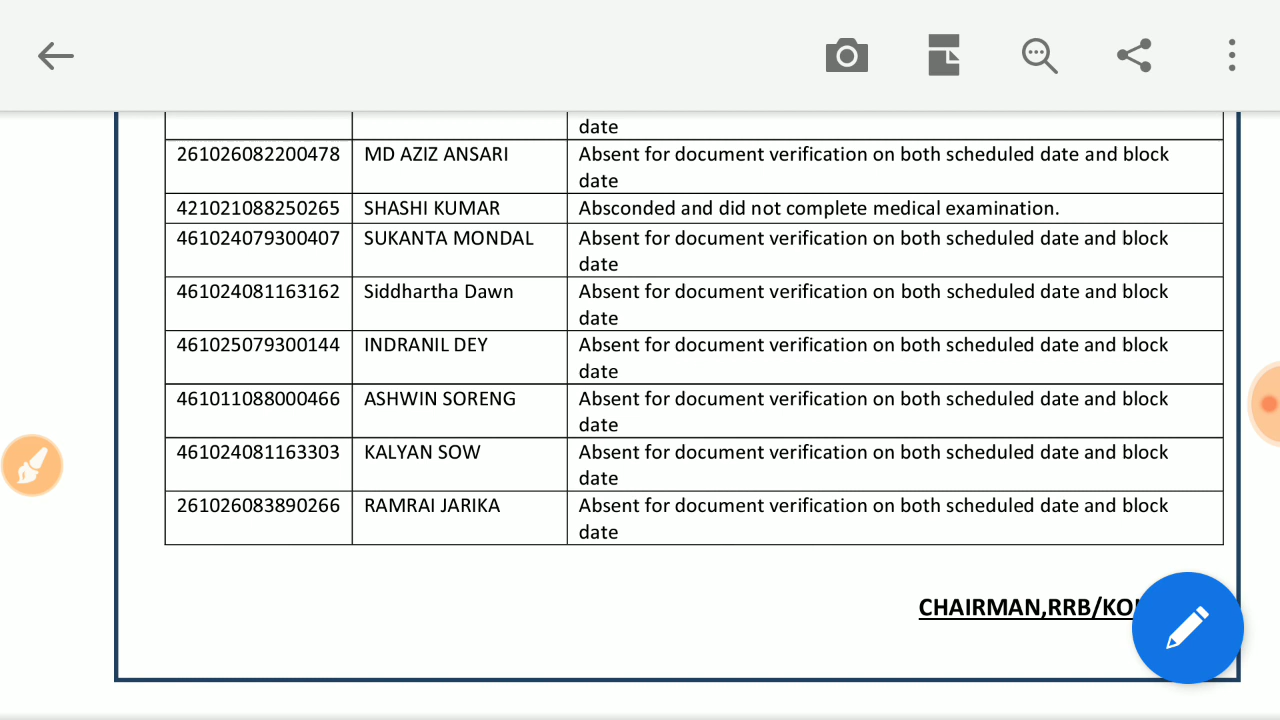 date
261026082200478 MD AZIZ ANSARI Absent for document verification on both scheduled date and block
date
421021088250265 SHASHI KUMAR Absconded and did not complete medical examination.
461024079300407 SUKANTA MONDAL Absent for document verification on both scheduled date and block
date
461024081163162 Siddhartha Dawn Absent for document verification on both scheduled date and block
date
461025079300144 INDRANIL DEY Absent for document verification on both scheduled date and block
date
461011088000466 ASHWIN SORENG Absent for document verification on both scheduled date and block
date
461024081163303 KALYAN SOW Absent for document verification on both scheduled date and block
date
261026083890266 RAMRAI JARIKA Absent for document verification on both scheduled date and block
date
CHAIRMAN,RRB/